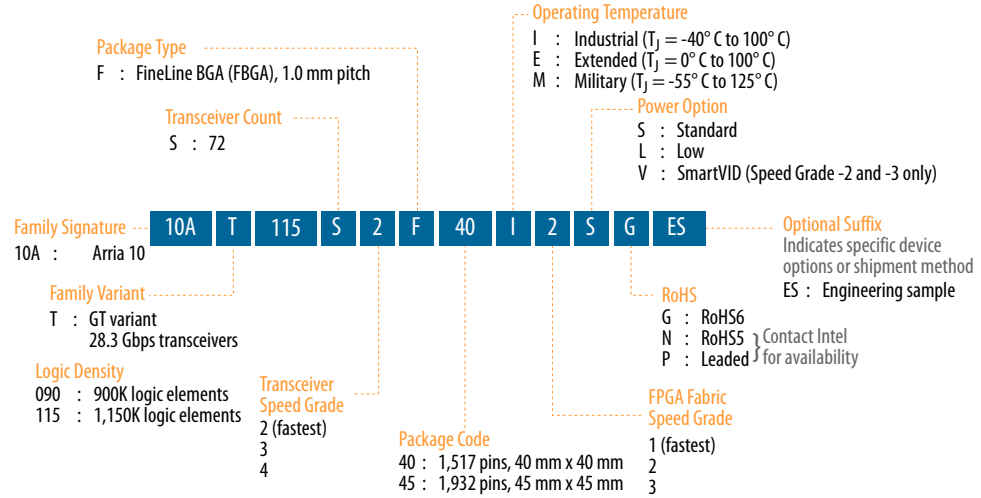 Operating Temperature
I : Industrial (TJ = -40° C to 100° C)
E : Extended (TJ = 0° C to 100° C)
M : Military (TJ = -55° C to 125° C)
Package Type
F : FineLine BGA (FBGA), 1.0 mm pitch
Power Option
S : Standard
L : Low
V : SmartVID (Speed Grade -2 and -3 only)
Transceiver Count
S : 72
Family Signature
10A : Arria 10
10A T 115 S 2 F 40 I 2 S G ES
Optional Suffix
Indicates specific device
options or shipment method
ES : Engineering sample
Family Variant
T : GT variant
28.3 Gbps transceivers
RoHS
G : RoHS6
N : RoHS5
P : Leaded
} Contact Intel
for availability
Logic Density
090 : 900K logic elements
115 : 1,150K logic elements
Transceiver
Speed Grade
2 (fastest)
3
4
Package Code
40 : 1,517 pins, 40 mm x 40 mm
45 : 1,932 pins, 45 mm x 45 mm
FPGA Fabric
Speed Grade
1 (fastest)
2
3